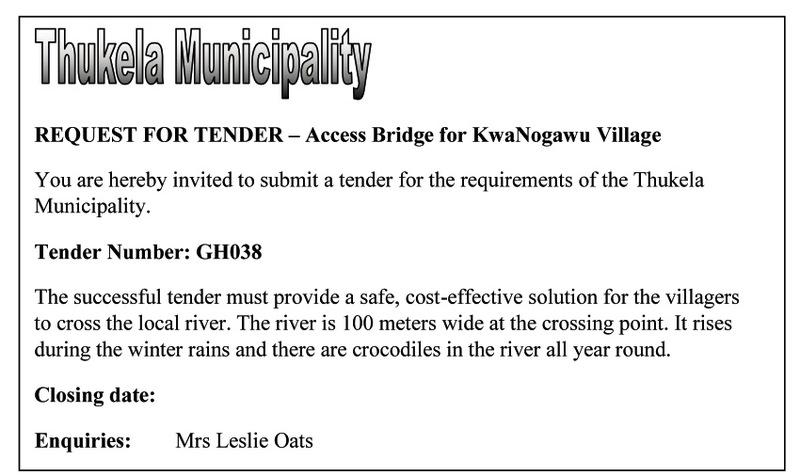 Thukela Municipality
REQUEST FOR TENDER – Access Bridge for KwaNogawu Village
You are hereby invited to submit a tender for the requirements of the Thukela
Municipality.
Tender Number: GH038
The successful tender must provide a safe, cost-effective solution for the villagers
to cross the local river. The river is 100 meters wide at the crossing point. It rises
during the winter rains and there are crocodiles in the river all year round.
Closing date:
Enquiries: Mrs Leslie Oats